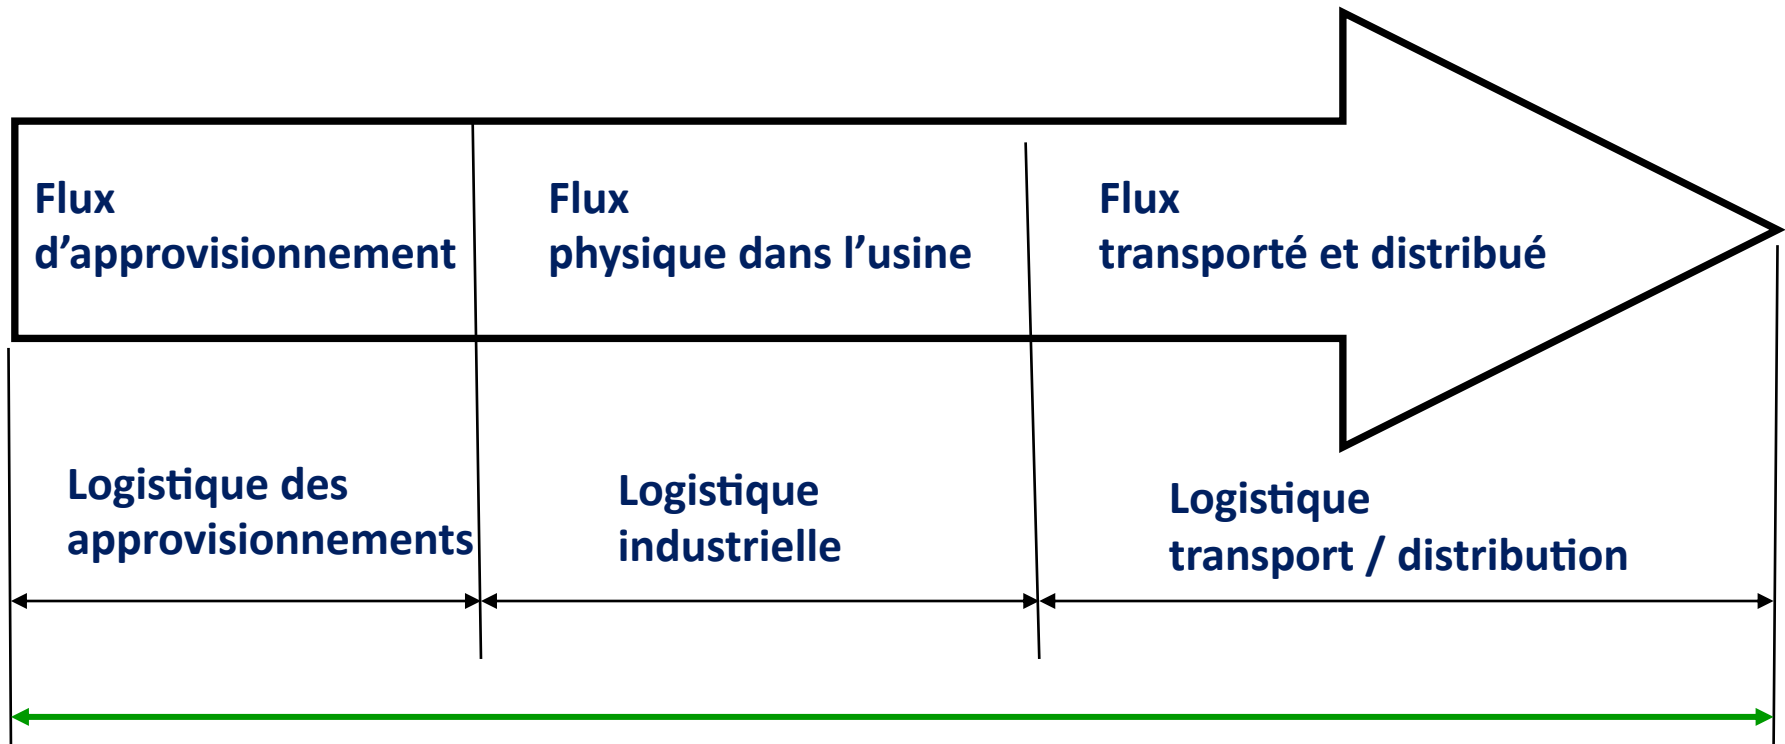 Flux
d’approvisionnement
Flux
physique dans l’usine
Flux
transporté et distribué
Logistique des
approvisionnements
Logistique
industrielle
Logistique
transport / distribution